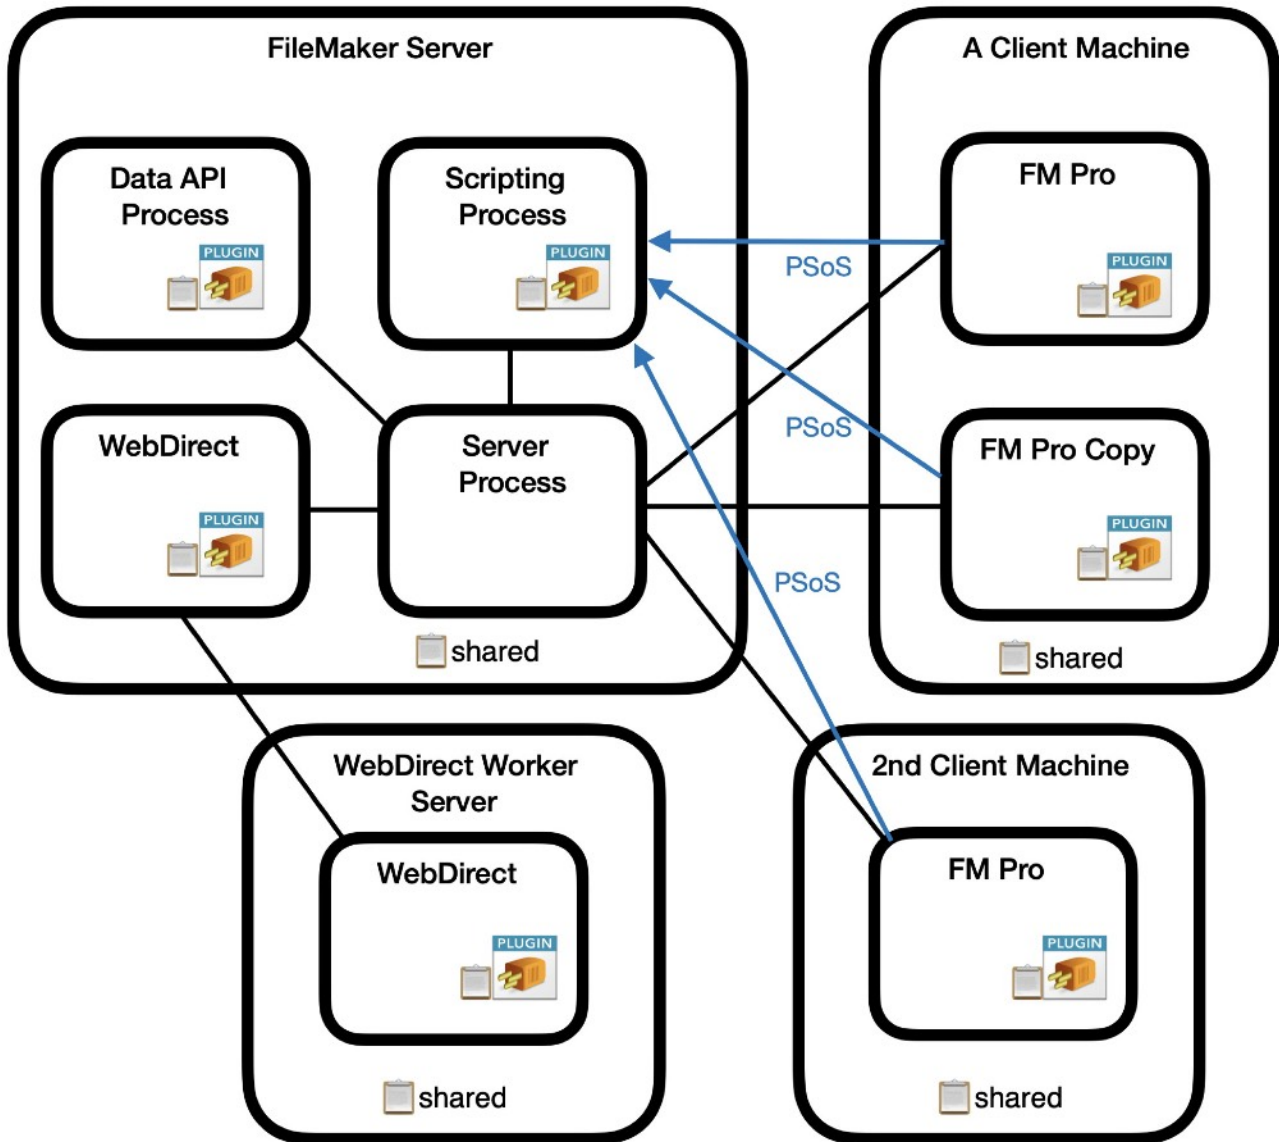 FileMaker Server
A Client Machine
Data API
Process
PLUGIN
Scripting
Process
PLUGIN
PSoS
FM Pro
PLUGIN
WebDirect
PLUGIN
Server
Process
PSoS
FM Pro Copy
PLUGIN
PSoS
shared
shared
WebDirect Worker
Server
WebDirect
PLUGIN
shared
2nd Client Machine
FM Pro
PLUGIN
shared